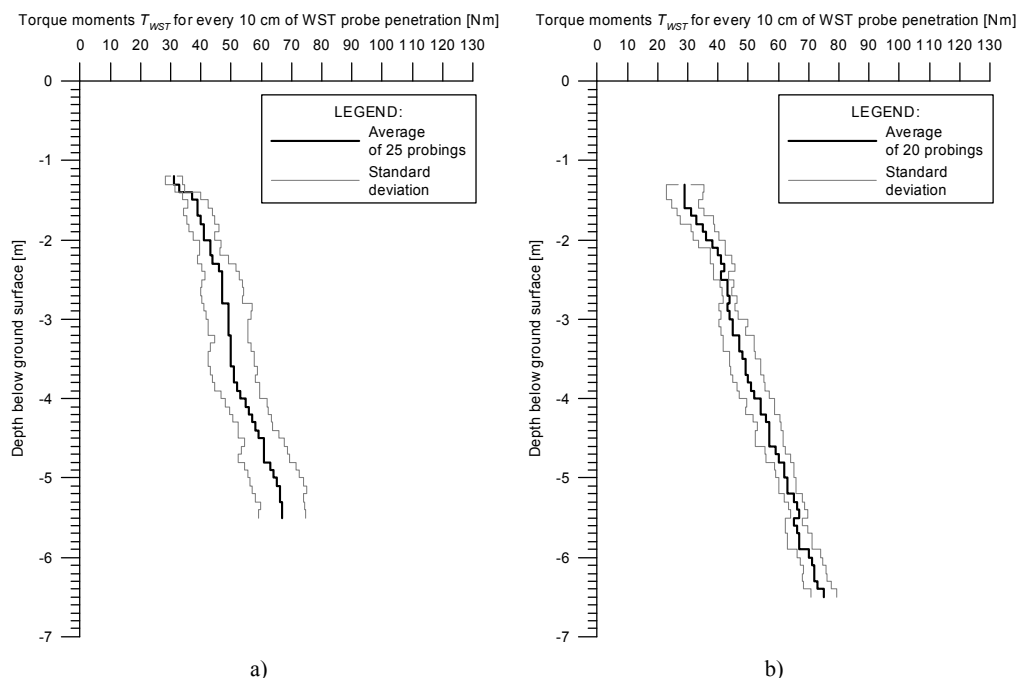 Torque moments T_WST for every 10 cm of WST probe penetration [Nm]
0 10 20 30 40 50 60 70 80 90 100 110 120 130
0
-1
-2
-3
-4
-5
-6
-7
Depth below ground surface [m]
LEGEND:
Average
of 25 probings
Standard
deviation
a)
Torque moments T_WST for every 10 cm of WST probe penetration [Nm]
0 10 20 30 40 50 60 70 80 90 100 110 120 130
0
-1
-2
-3
-4
-5
-6
-7
Depth below ground surface [m]
LEGEND:
Average
of 20 probings
Standard
deviation
b)